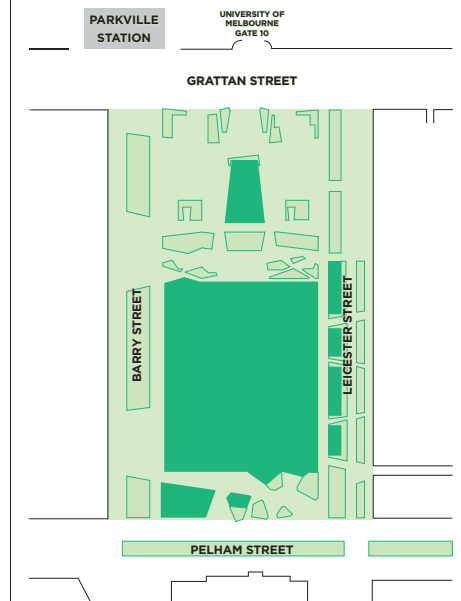 PARKVILLE
STATION
UNIVERSITY OF
MELBOURNE
GATE 10
GRATTAN STREET
BARRY STREET
LEICESTER STREET
PELHAM STREET